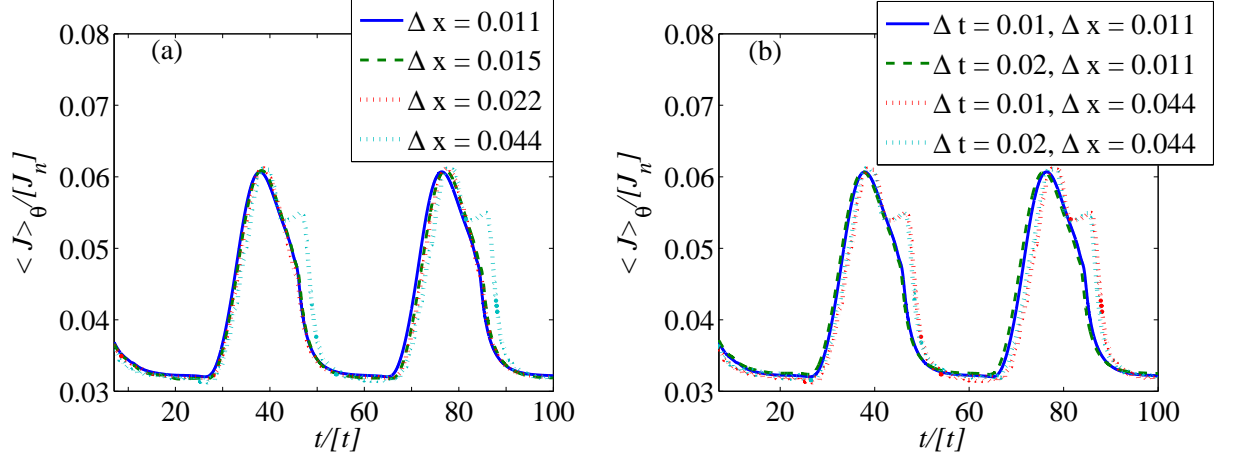 (a)
Δ x = 0.011
Δ x = 0.015
Δ x = 0.022
Δ x = 0.044
0.08
0.07
0.06
0.05
0.04
0.03
< J >θ/[Jn]
20 40 60 80 100
t/[t]
(b)
Δ t = 0.01, Δ x = 0.011
Δ t = 0.02, Δ x = 0.011
Δ t = 0.01, Δ x = 0.044
Δ t = 0.02, Δ x = 0.044
0.08
0.07
0.06
0.05
0.04
0.03
< J >θ/[Jn]
20 40 60 80 100
t/[t]